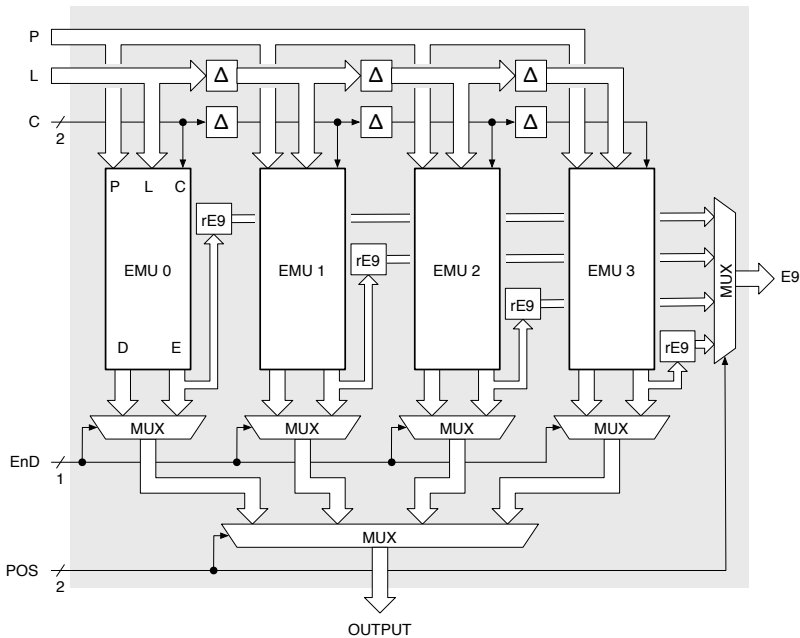 P
L
Δ Δ Δ
C
2
Δ Δ Δ
P L C
rE9
EMU 0
EMU 1
EMU 2
EMU 3
rE9
MUX
E9
rE9
rE9
D E
MUX
MUX
MUX
MUX
EnD
1
MUX
POS
2
OUTPUT